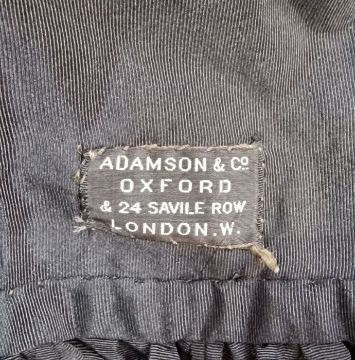 ADAMSON & Co
OXFORD
& 24 SAVILE ROW
LONDON.W.